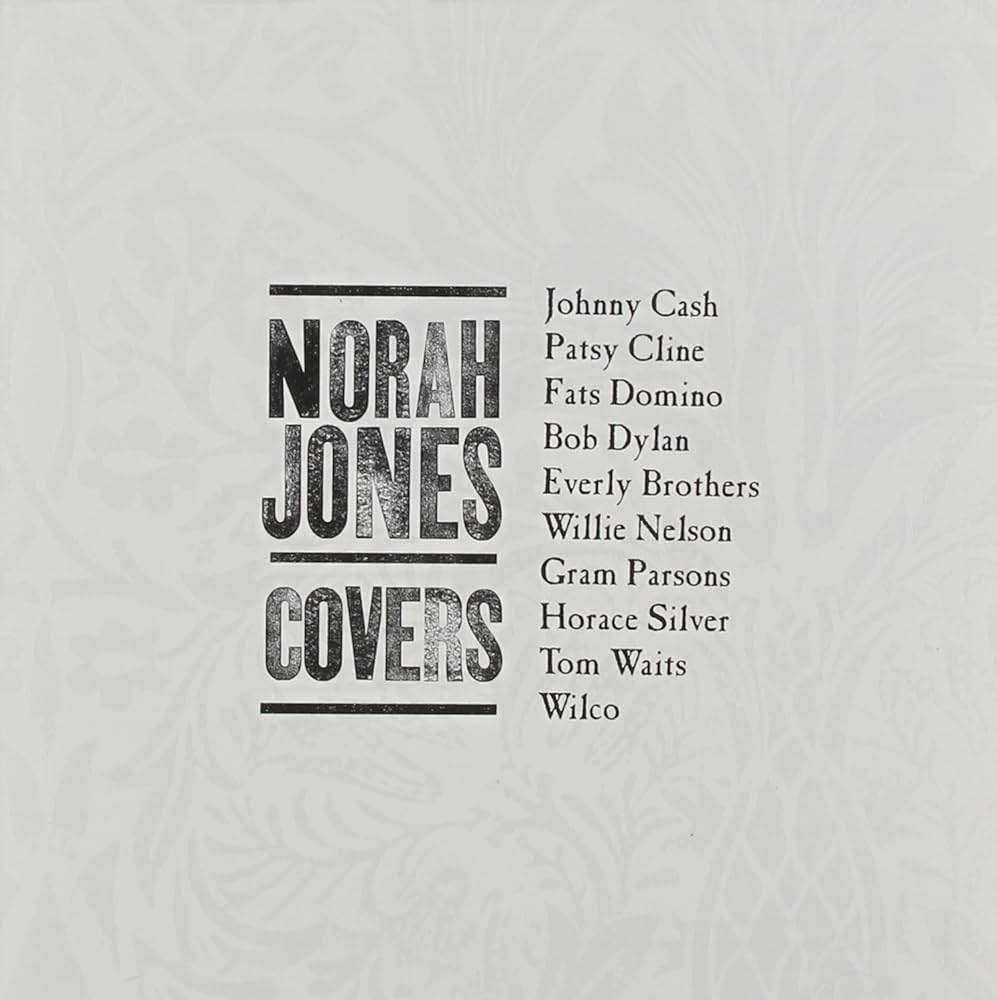 NORAH
JONES
COVERS
Johnny Cash
Patsy Cline
Fats Domino
Bob Dylan
Everly Brothers
Willie Nelson
Gram Parsons
Horace Silver
Tom Waits
Wilco